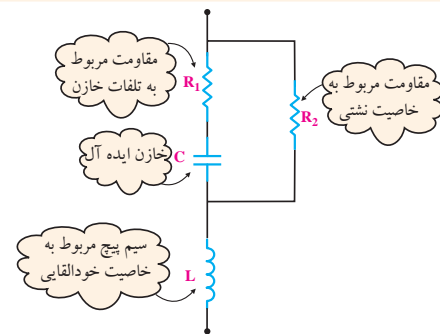 مقاومت مربوط
به تلفات خازن
R₁
مقاومت مربوط به
خاصیت نشتی
R₂
خازن ایده آل
C
سیم پیچ مربوط به
خاصیت خودالقایی
L